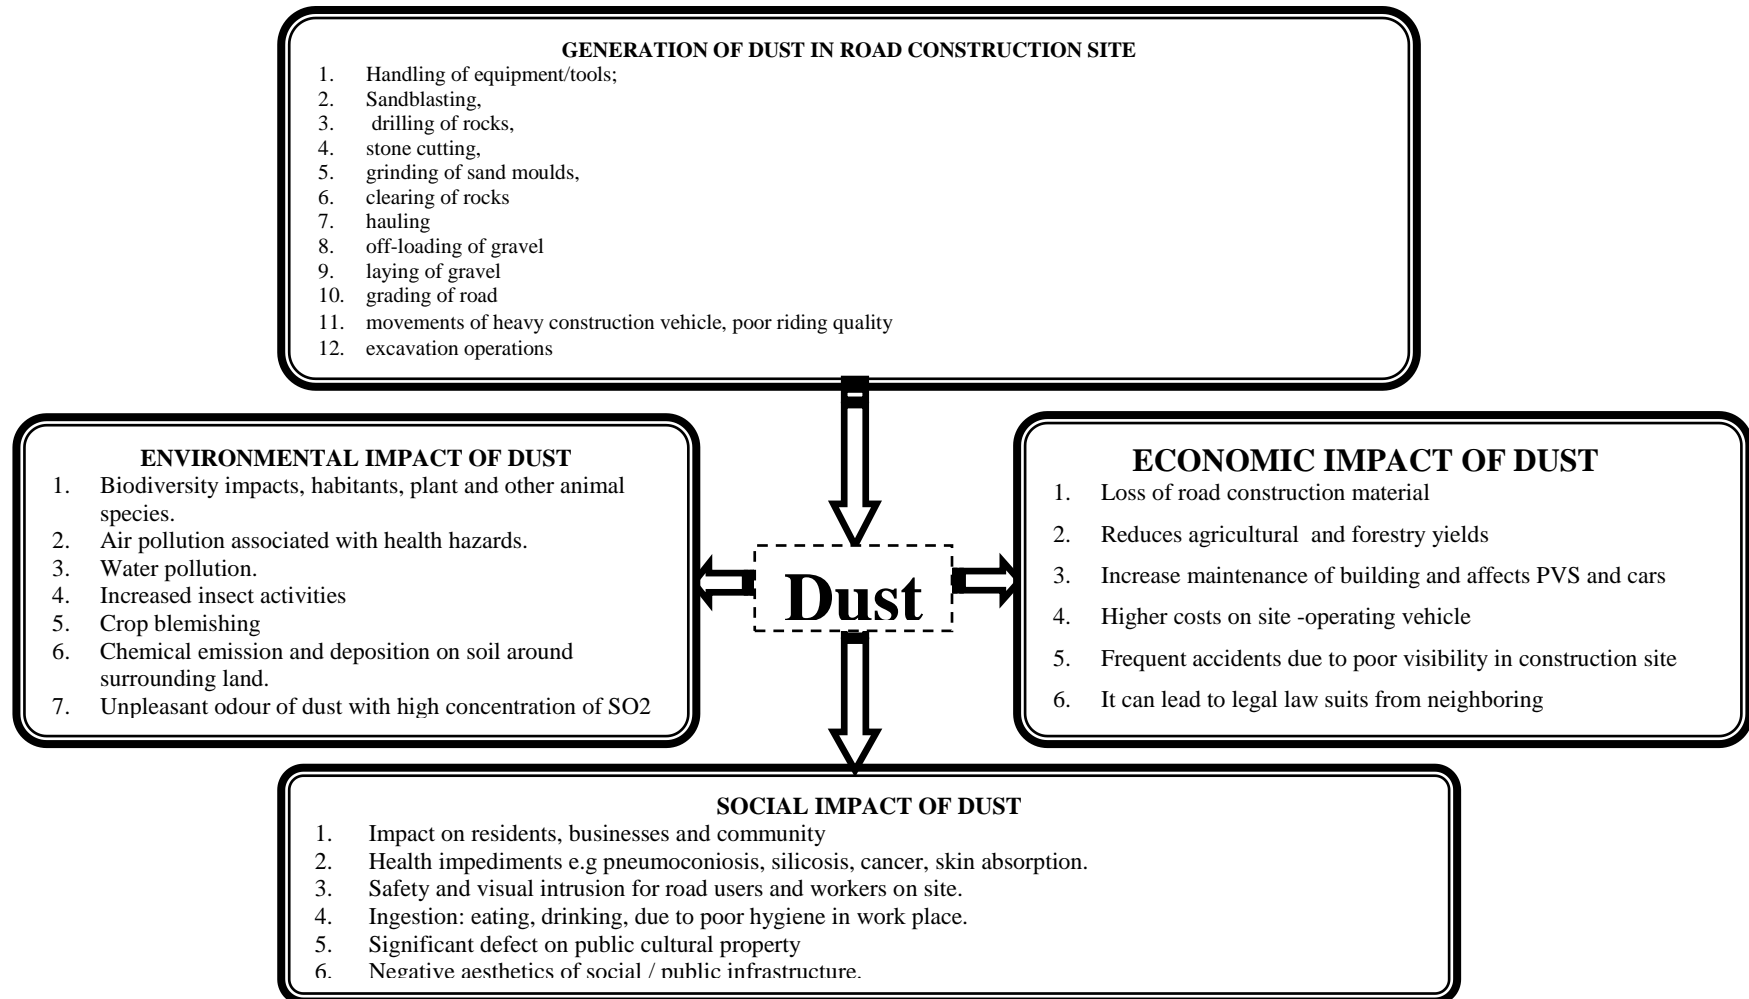 GENERATION OF DUST IN ROAD CONSTRUCTION SITE
1. Handling of equipment/tools;
2. Sandblasting,
3. drilling of rocks,
4. stone cutting,
5. grinding of sand moulds,
6. clearing of rocks
7. hauling
8. off-loading of gravel
9. laying of gravel
10. grading of road
11. movements of heavy construction vehicle, poor riding quality
12. excavation operations
ENVIRONMENTAL IMPACT OF DUST
1. Biodiversity impacts, habitants, plant and other animal
species.
2. Air pollution associated with health hazards.
3. Water pollution.
4. Increased insect activities
5. Crop blemishing
6. Chemical emission and deposition on soil around
surrounding land.
7. Unpleasant odour of dust with high concentration of SO2
Dust
ECONOMIC IMPACT OF DUST
1. Loss of road construction material
2. Reduces agricultural and forestry yields
3. Increase maintenance of building and affects PVS and cars
4. Higher costs on site -operating vehicle
5. Frequent accidents due to poor visibility in construction site
6. It can lead to legal law suits from neighboring
SOCIAL IMPACT OF DUST
1. Impact on residents, businesses and community
2. Health impediments e.g pneumoconiosis, silicosis, cancer, skin absorption.
3. Safety and visual intrusion for road users and workers on site.
4. Ingestion: eating, drinking, due to poor hygiene in work place.
5. Significant defect on public cultural property
6. Negative aesthetics of social / public infrastructure.